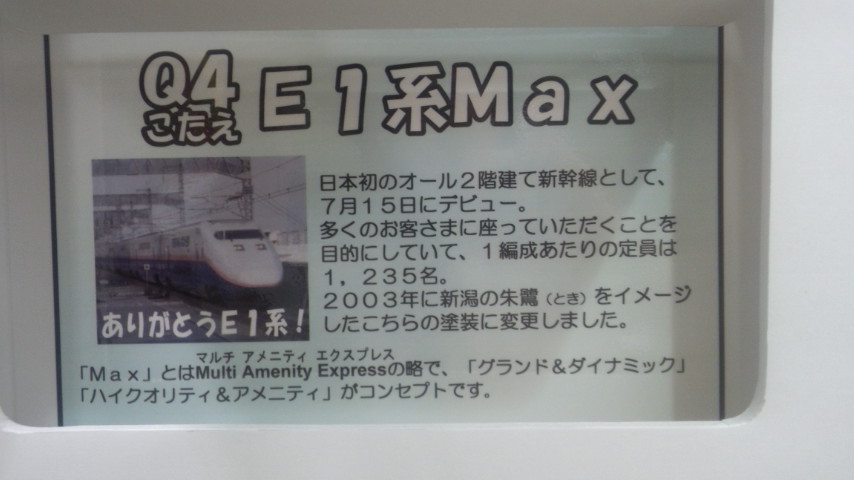 Q4
こたえ
E1系Max
日本初のオール2階建て新幹線として、
7月15日にデビュー。
多くのお客さまに座っていただくことを
目的にしていて、1編成あたりの定員は
1,235名。
2003年に新潟の朱鷺(とき)をイメージ
したこちらの塗装に変更しました。
ありがとうE1系!
マルチ アメニティ エクスプレス
「Max」とはMulti Amenity Expressの略で、「グランド&ダイナミック」
「ハイクオリティ&アメニティ」がコンセプトです。